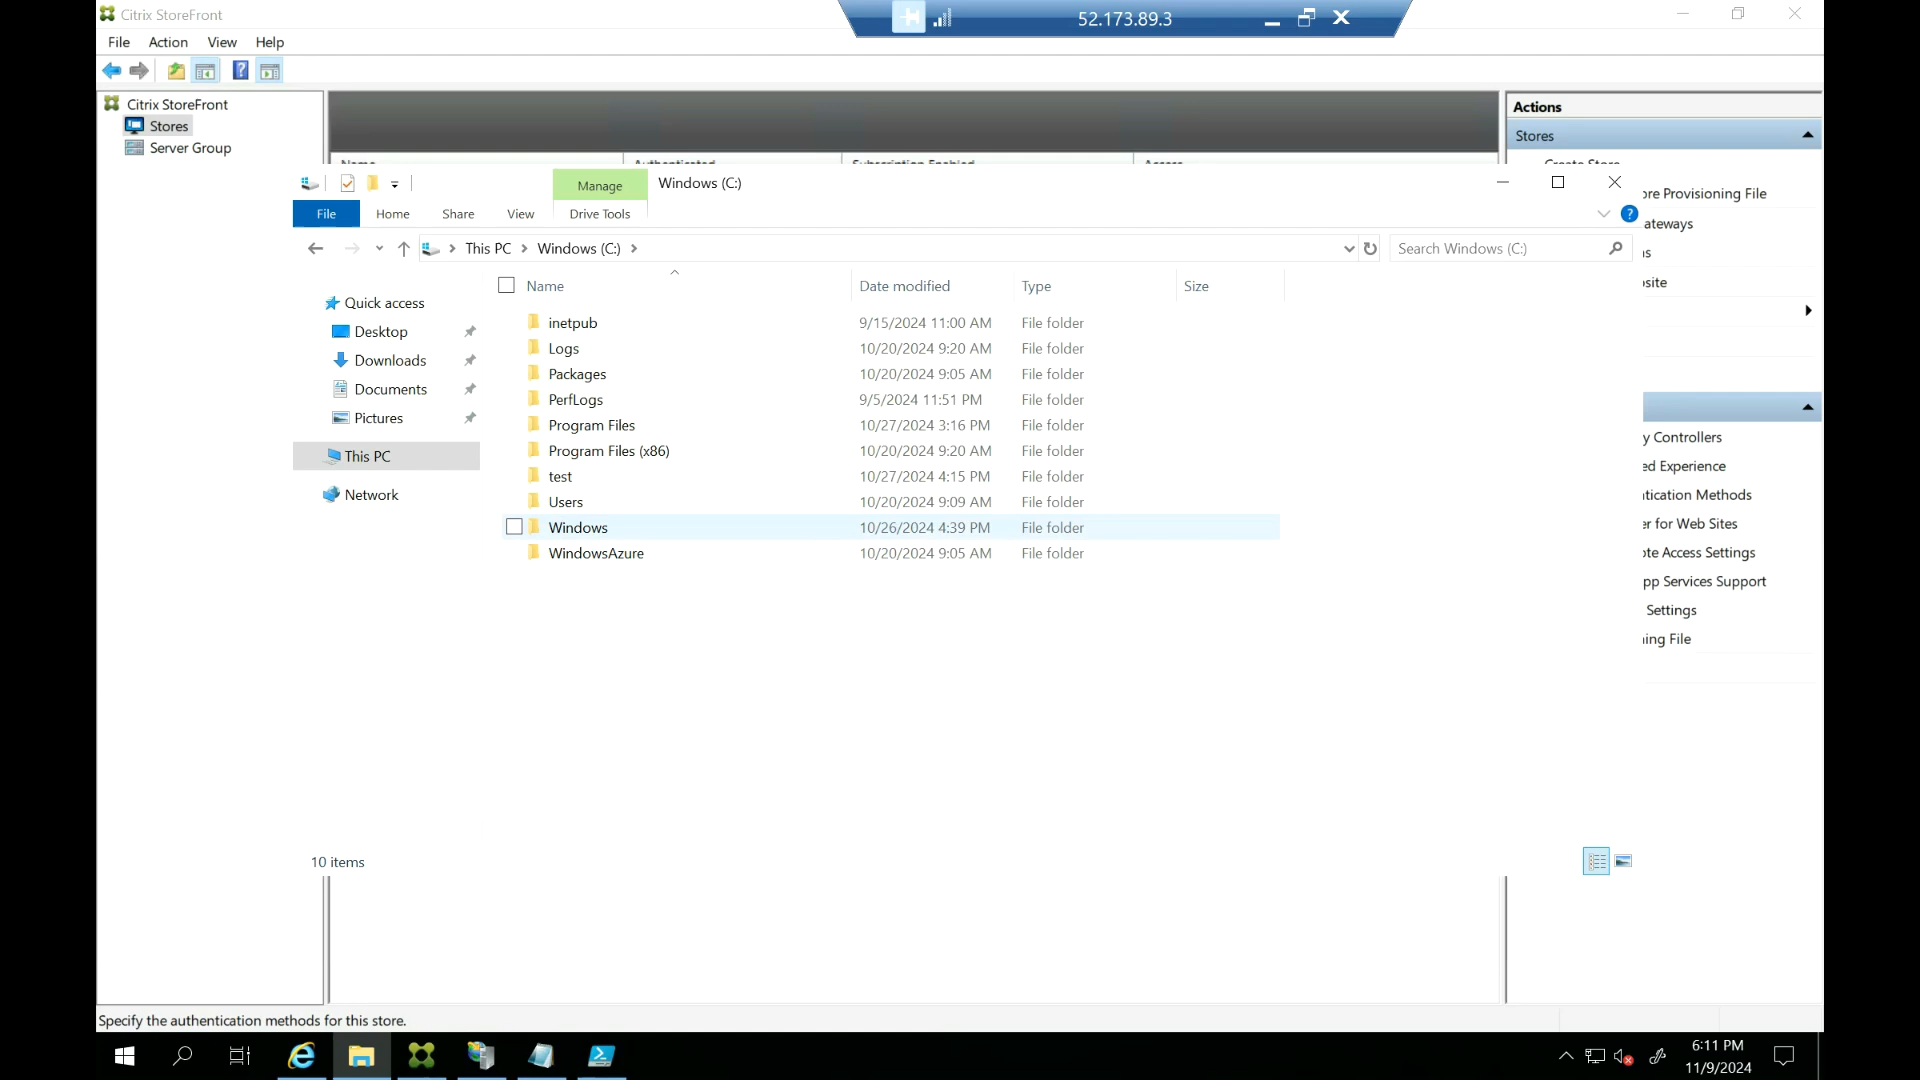 Citrix StoreFront
52.173.89.3
File Action View Help
Citrix StoreFront
Stores
Server Group
Actions
Stores
Name Authenticated Subscription Enabled Access
Create Store
ore Provisioning File
ateways
site
Manage
Windows (C:)
File Home Share View Drive Tools
This PC > Windows (C:) >
Search Windows (C:)
Quick access
Desktop
Downloads
Documents
Pictures
This PC
Network
Name Date modified Type Size
inetpub 9/15/2024 11:00 AM File folder
Logs 10/20/2024 9:20 AM File folder
Packages 10/20/2024 9:05 AM File folder
PerfLogs 9/5/2024 11:51 PM File folder
Program Files 10/27/2024 3:16 PM File folder
Program Files (x86) 10/20/2024 9:20 AM File folder
test 10/27/2024 4:15 PM File folder
Users 10/20/2024 9:09 AM File folder
Windows 10/26/2024 4:39 PM File folder
WindowsAzure 10/20/2024 9:05 AM File folder
y Controllers
ed Experience
tication Methods
er for Web Sites
ote Access Settings
pp Services Support
Settings
ning File
10 items
Specify the authentication methods for this store.
6:11 PM
11/9/2024